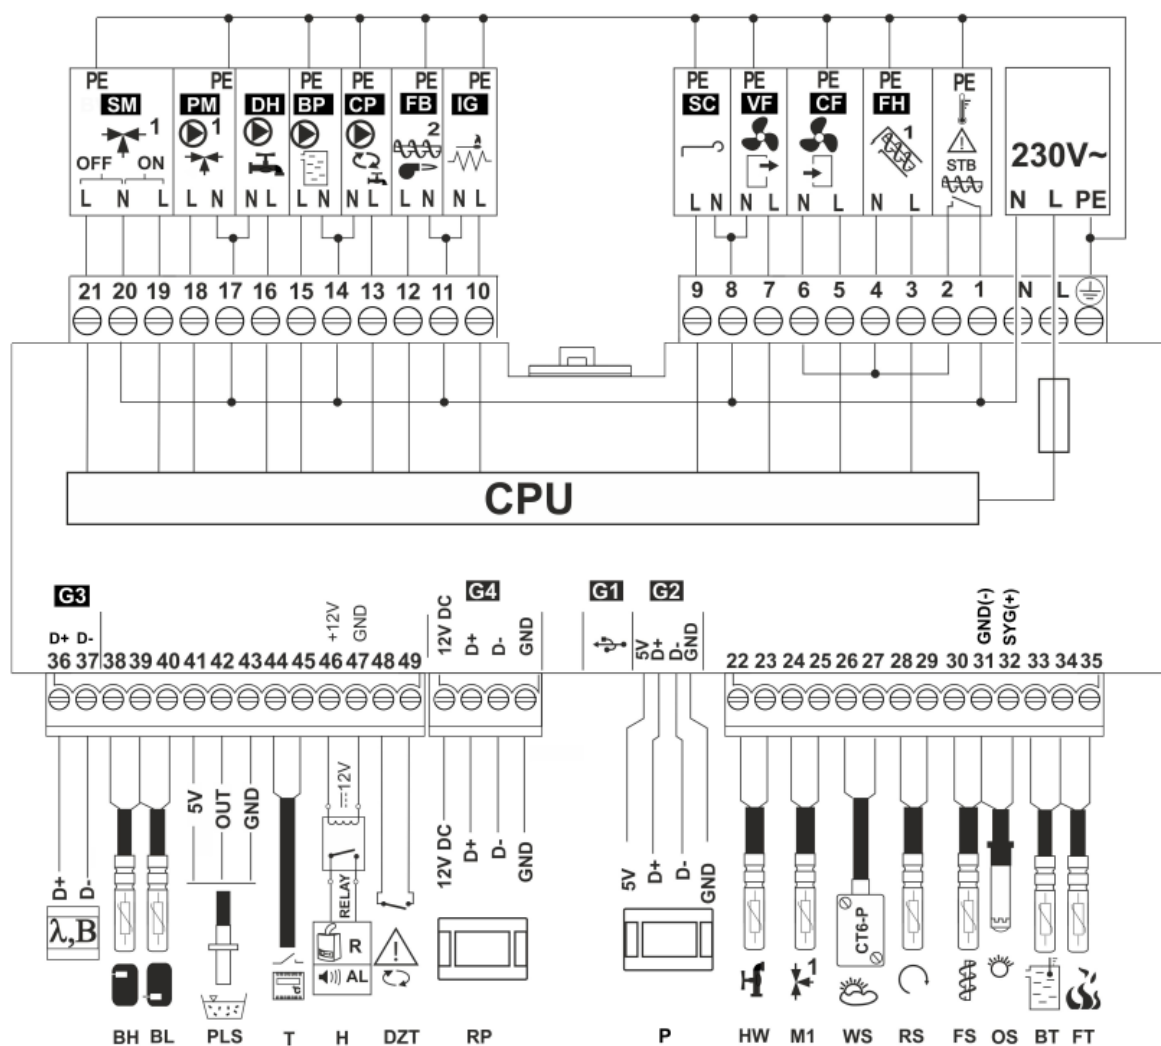 PE PE PE PE PE PE PE PE PE PE PE
SM PM DH BP CP FB IG SC VF CF FH
1 1 2 1
OFF ON STB 230V~
L N L L N N L L N N L L N N L L N N L N L N L N L PE
21 20 19 18 17 16 15 14 13 12 11 10 9 8 7 6 5 4 3 2 1 N L
CPU
G3 G4 G1 G2
D+ D- +12V GND 12V DC D+ D- GND 5V D+ D- GND GND(-) SYG(+)
36 37 38 39 40 41 42 43 44 45 46 47 48 49 22 23 24 25 26 27 28 29 30 31 32 33 34 35
12V
5V OUT GND
D+ D- RELAY 12V DC D+ D- GND 5V D+ D- GND
λ,B R CT6-P
AL 1
BH BL PLS T H DZT RP P HW M1 WS RS FS OS BT FT